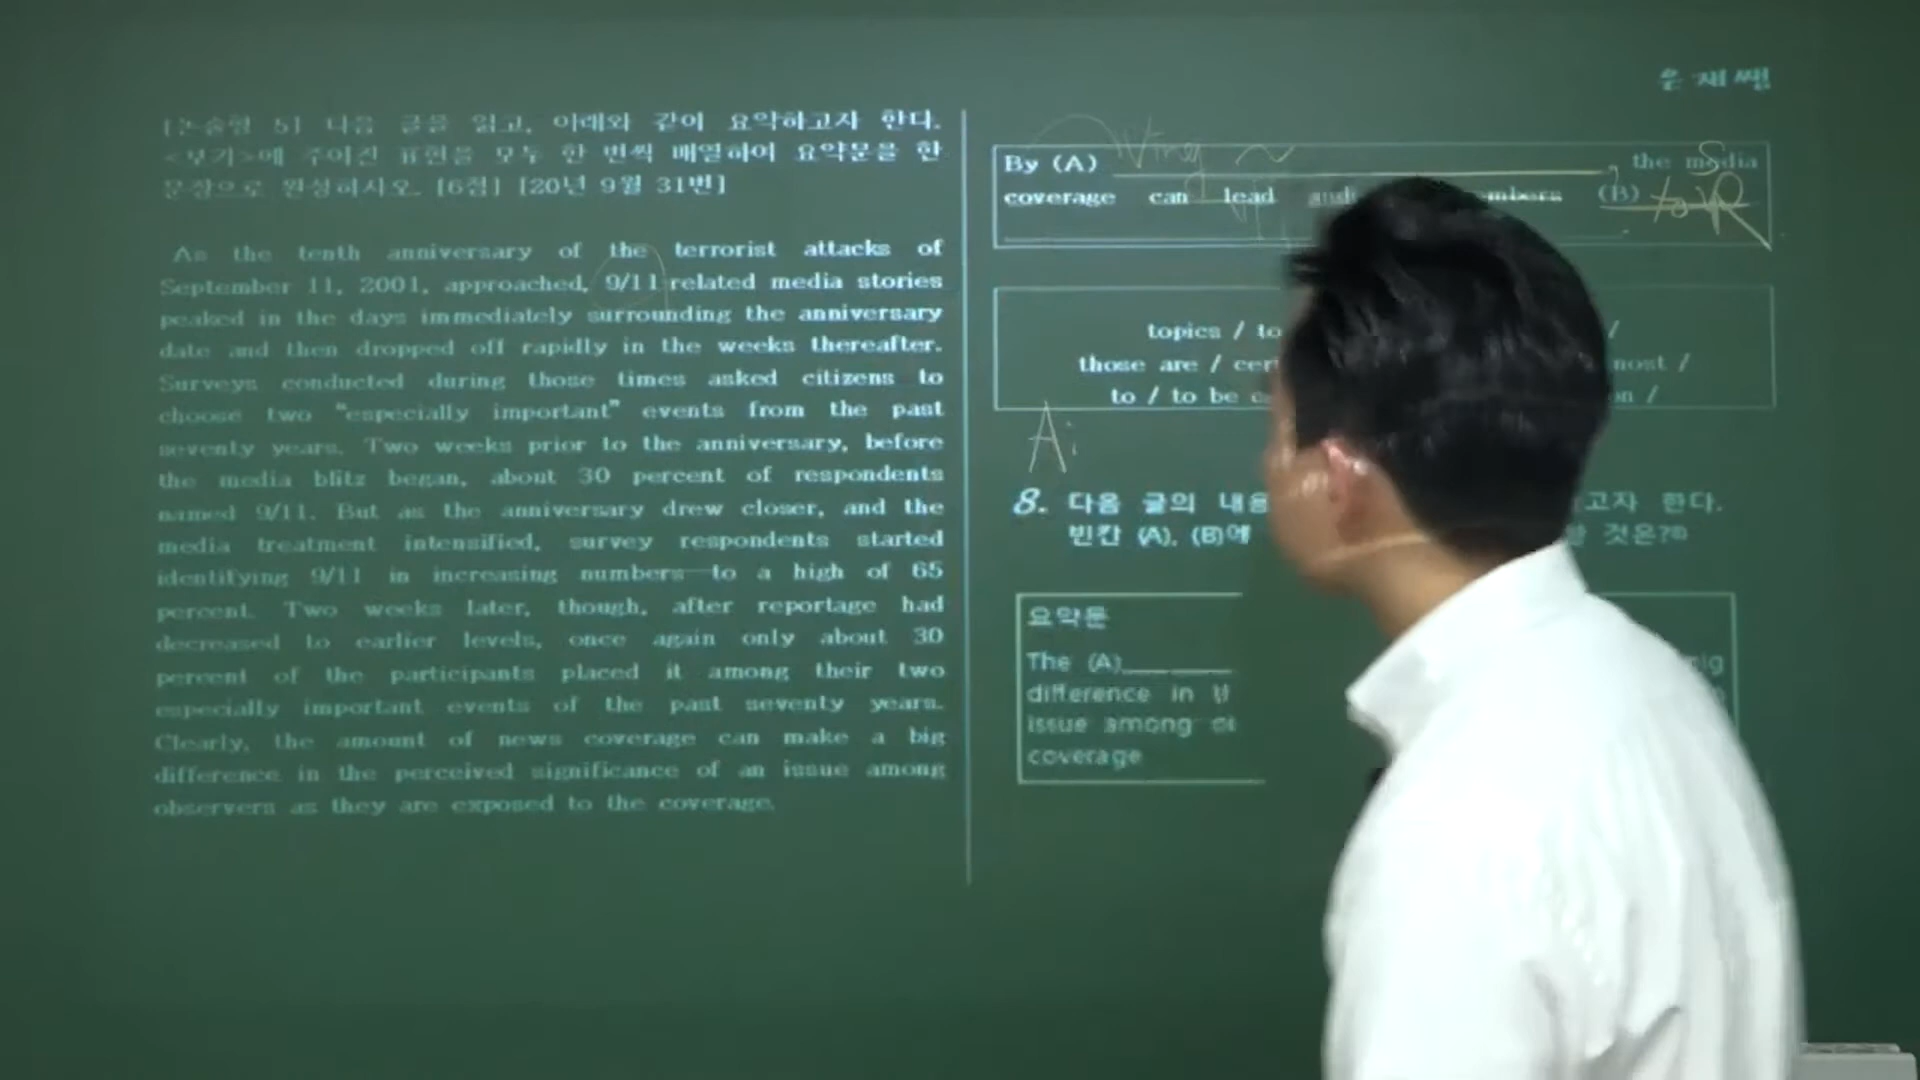 은재쌤
[논술형 5] 다음 글을 읽고, 아래와 같이 요약하고자 한다.
<보기>에 주어진 표현을 모두 한 번씩 배열하여 요약문을 한
문장으로 완성하시오. [6점] [20년 9월 31번]
As the tenth anniversary of the terrorist attacks of
September 11, 2001, approached, 9/11-related media stories
peaked in the days immediately surrounding the anniversary
date and then dropped off rapidly in the weeks thereafter.
Surveys conducted during those times asked citizens to
choose two "especially important" events from the past
seventy years. Two weeks prior to the anniversary, before
the media blitz began, about 30 percent of respondents
named 9/11. But as the anniversary drew closer, and the
media treatment intensified, survey respondents started
identifying 9/11 in increasing numbers—to a high of 65
percent. Two weeks later, though, after reportage had
decreased to earlier levels, once again only about 30
percent of the participants placed it among their two
especially important events of the past seventy years.
Clearly, the amount of news coverage can make a big
difference in the perceived significance of an issue among
observers as they are exposed to the coverage.
Ving ~ S
By (A) , the media
coverage can lead (B) to VR
topics / to /
those are / most /
to / to be /
A
8. 다음 글의 내용 고자 한다.
빈칸 (A), (B)에 것은?
요약문
The (A) big
difference in
issue among
coverage